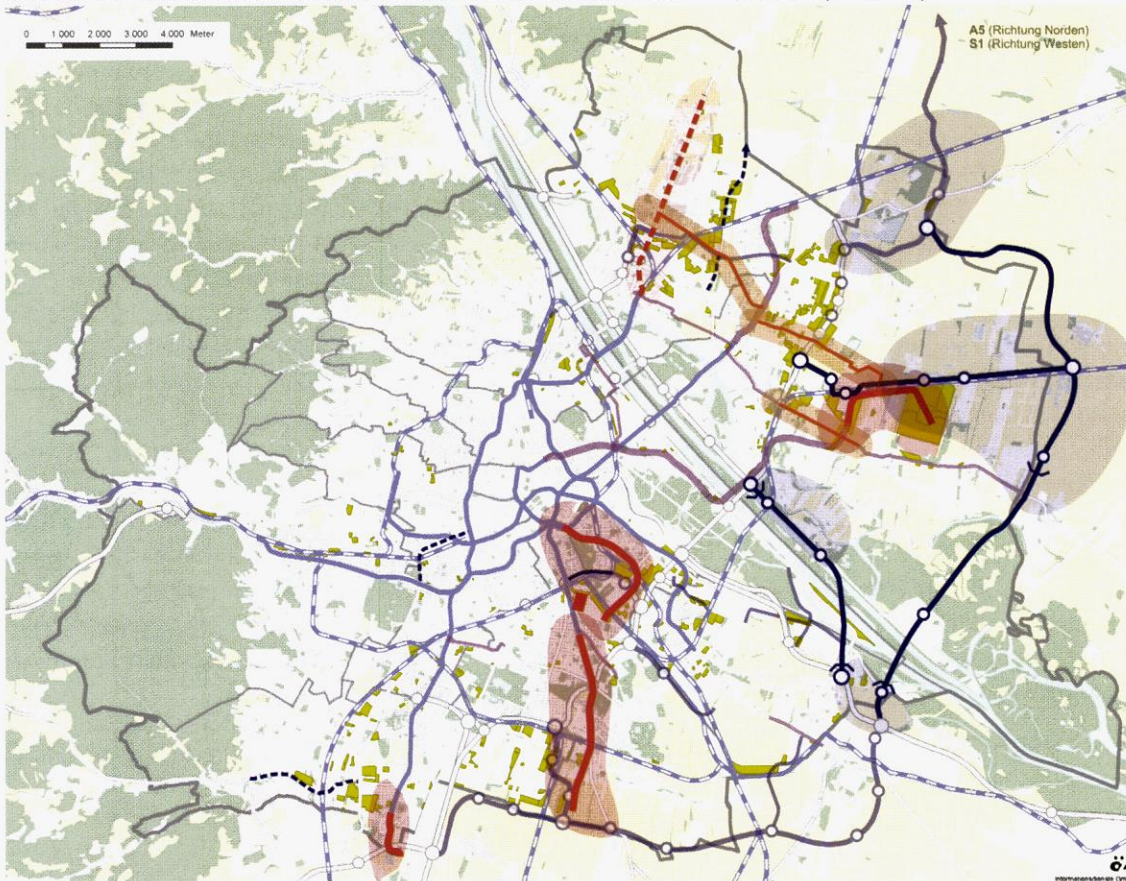 0 1 000 2 000 3 000 4 000 Meter
A5 (Richtung Norden)
S1 (Richtung Westen)